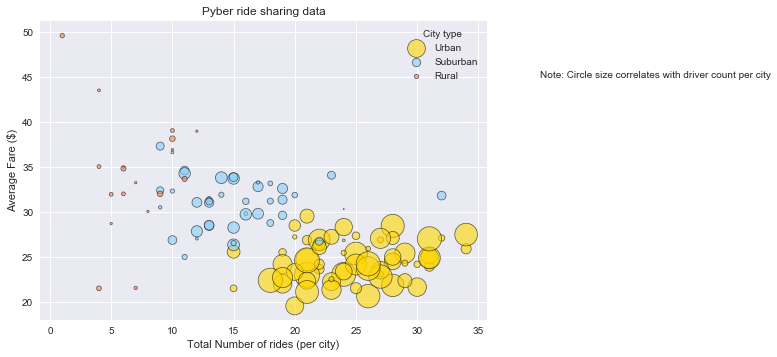 Pyber ride sharing data
50
45
40
35
30
25
20
Average Fare ($)
City type
Urban
Suburban
Rural
Note: Circle size correlates with driver count per city
0 5 10 15 20 25 30 35
Total Number of rides (per city)